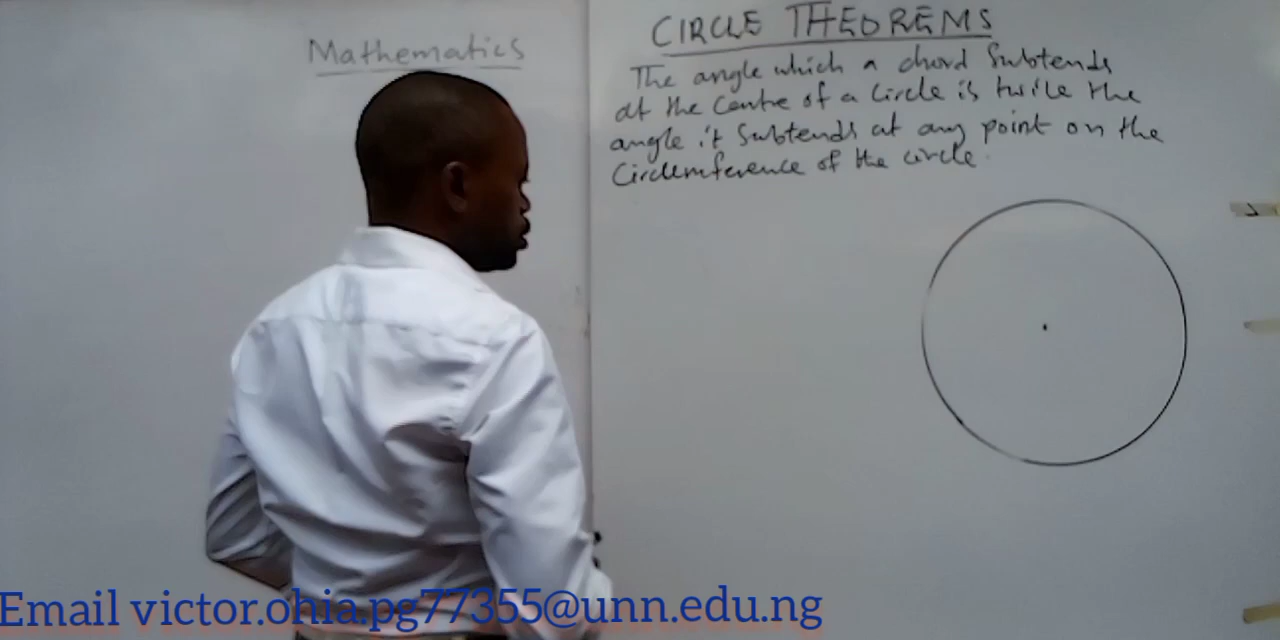 Mathematics
CIRCLE THEOREMS
The angle which a chord Subtends
at the Centre of a Circle is twice the
angle it Subtends at any point on the
Circumference of the circle.
Email victor.ohia.pg77355@unn.edu.ng